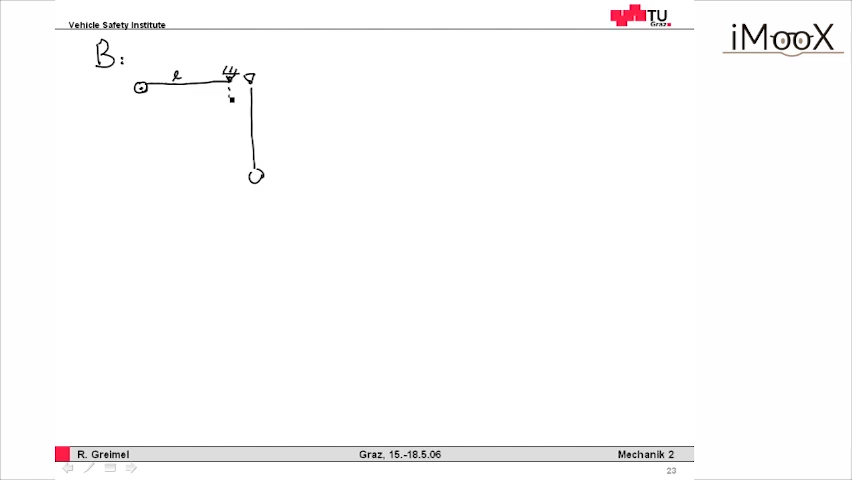 Vehicle Safety Institute
TU
Graz
iMooX
B:
l
R. Greimel
Graz, 15.-18.5.06
Mechanik 2
23